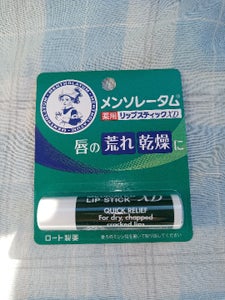 メンソレータム®
薬用 リップスティックXD
唇の荒れ乾燥に
LIP STICK XD
QUICK RELIEF
For dry, chapped
cracked lips
ロート製薬